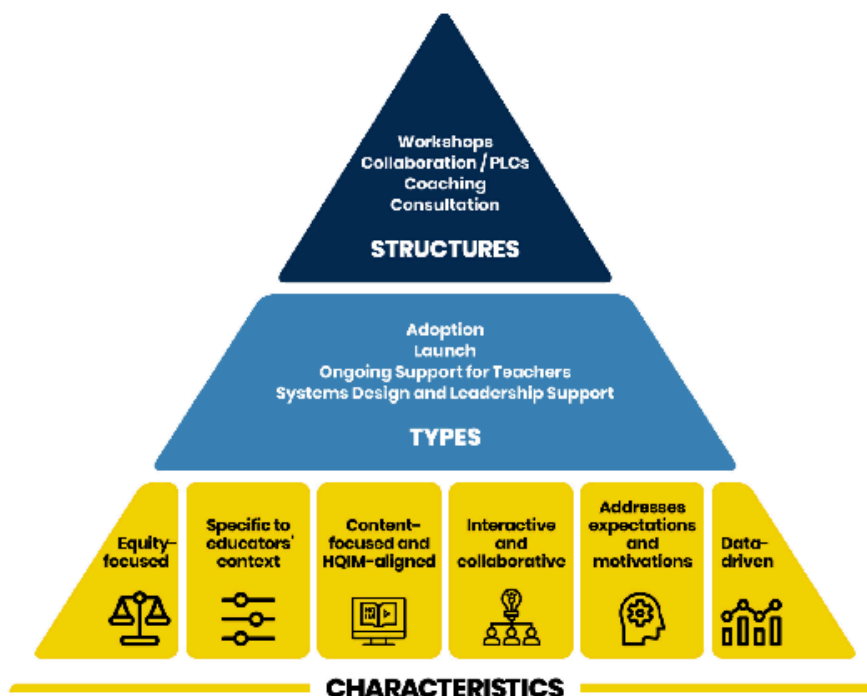 Workshops
Collaboration / PLCs
Coaching
Consultation
STRUCTURES
Adoption
Launch
Ongoing Support for Teachers
Systems Design and Leadership Support
TYPES
Equity-
focused
Specific to
educators'
context
Content-
focused and
HQIM-aligned
Interactive
and
collaborative
Addresses
expectations
and
motivations
Data-
driven
CHARACTERISTICS